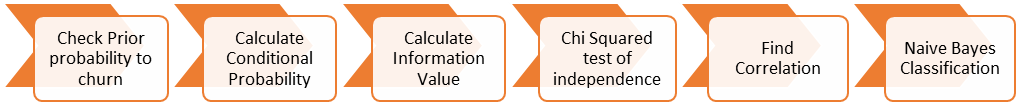 Check Prior
probability to
churn
Calculate
Conditional
Probability
Calculate
Information
Value
Chi Squared
test of
independence
Find
Correlation
Naive Bayes
Classification